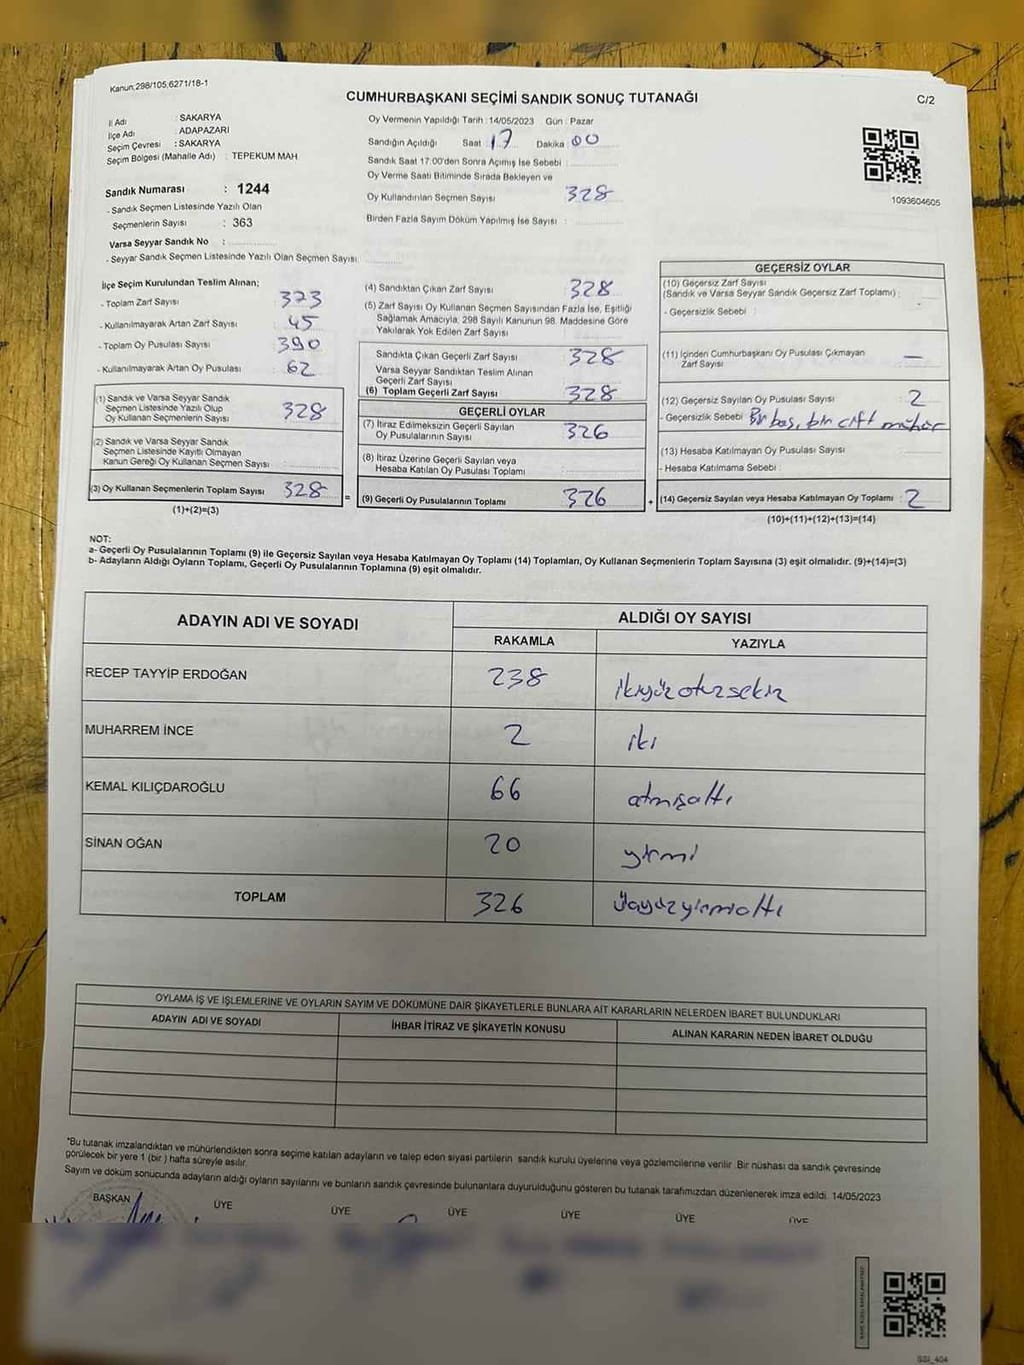 Kanun,298/105,6271/18-1
CUMHURBAŞKANI SEÇİMİ SANDIK SONUÇ TUTANAĞI
C/2
İl Adı : SAKARYA
İlçe Adı : ADAPAZARI
Seçim Çevresi : SAKARYA
Seçim Bölgesi (Mahalle Adı) : TEPEKUM MAH
Sandık Numarası : 1244
- Sandık Seçmen Listesinde Yazılı Olan
Seçmenlerin Sayısı : 363
Varsa Seyyar Sandık No :
- Seyyar Sandık Seçmen Listesinde Yazılı Olan Seçmen Sayısı
Oy Vermenin Yapıldığı Tarih : 14/05/2023 Gün : Pazar
Sandığın Açıldığı Saat 17 Dakika 00
Sandık Saat 17:00'den Sonra Açımış İse Sebebi :
Oy Verme Saati Bitiminde Sırada Bekleyen ve
Oy Kullandırılan Seçmen Sayısı 328
Birden Fazla Sayım Döküm Yapılmış İse Sayısı :
1093604605
İlçe Seçim Kurulundan Teslim Alınan;
- Toplam Zarf Sayısı 373
- Kullanılmayarak Artan Zarf Sayısı 45
- Toplam Oy Pusulası Sayısı 390
- Kullanılmayarak Artan Oy Pusulası 62
(1) Sandık ve Varsa Seyyar Sandık
Seçmen Listesinde Yazılı Olup
Oy Kullanan Seçmenlerin Sayısı 328
(2) Sandık ve Varsa Seyyar Sandık
Seçmen Listesinde Kayıtlı Olmayan
Kanun Gereği Oy Kullanan Seçmen Sayısı
(3) Oy Kullanan Seçmenlerin Toplam Sayısı 328 =
(1)+(2)=(3)
(4) Sandıktan Çıkan Zarf Sayısı 328
(5) Zarf Sayısı Oy Kullanan Seçmen Sayısından Fazla İse, Eşitliği
Sağlamak Amacıyla, 298 Sayılı Kanunun 98. Maddesine Göre
Yakılarak Yok Edilen Zarf Sayısı
Sandıkta Çıkan Geçerli Zarf Sayısı 328
Varsa Seyyar Sandıktan Teslim Alınan
Geçerli Zarf Sayısı
(6) Toplam Geçerli Zarf Sayısı 328
GEÇERLİ OYLAR
(7) İtiraz Edilmeksizin Geçerli Sayılan
Oy Pusulalarının Sayısı 326
(8) İtiraz Üzerine Geçerli Sayılan veya
Hesaba Katılan Oy Pusulası Toplamı
(9) Geçerli Oy Pusulalarının Toplamı 326 +
GEÇERSİZ OYLAR
(10) Geçersiz Zarf Sayısı
(Sandık ve Varsa Seyyar Sandık Geçersiz Zarf Toplamı) :
- Geçersizlik Sebebi :
(11) İçinden Cumhurbaşkanı Oy Pusulası Çıkmayan
Zarf Sayısı —
(12) Geçersiz Sayılan Oy Pusulası Sayısı 2
- Geçersizlik Sebebi Bir boş, bir çift mühür
(13) Hesaba Katılmayan Oy Pusulası Sayısı
- Hesaba Katılmama Sebebi :
(14) Geçersiz Sayılan veya Hesaba Katılmayan Oy Toplamı : 2
(10)+(11)+(12)+(13)=(14)
NOT:
a- Geçerli Oy Pusulalarının Toplamı (9) ile Geçersiz Sayılan veya Hesaba Katılmayan Oy Toplamı (14) Toplamları, Oy Kullanan Seçmenlerin Toplam Sayısına (3) eşit olmalıdır. (9)+(14)=(3)
b- Adayların Aldığı Oyların Toplamı, Geçerli Oy Pusulalarının Toplamına (9) eşit olmalıdır.
ADAYIN ADI VE SOYADI
ALDIĞI OY SAYISI
RAKAMLA YAZIYLA
RECEP TAYYİP ERDOĞAN 238 ikiyüzotuzsekiz
MUHARREM İNCE 2 iki
KEMAL KILIÇDAROĞLU 66 atmışaltı
SİNAN OĞAN 20 yirmi
TOPLAM 326 üçyüzyirmialtı
OYLAMA İŞ VE İŞLEMLERİNE VE OYLARIN SAYIM VE DÖKÜMÜNE DAİR ŞİKAYETLERLE BUNLARA AİT KARARLARIN NELERDEN İBARET BULUNDUKLARI
ADAYIN ADI VE SOYADI İHBAR İTİRAZ VE ŞİKAYETİN KONUSU ALINAN KARARIN NEDEN İBARET OLDUĞU
"Bu tutanak imzalandıktan ve mühürlendikten sonra seçime katılan adayların ve talep eden siyasi partilerin sandık kurulu üyelerine veya gözlemcilerine verilir. Bir nüshası da sandık çevresinde
görülecek bir yere 1 (bir ) hafta süreyle asılır.
Sayım ve döküm sonucunda adayların aldığı oyların sayılarını ve bunların sandık çevresinde bulunanlara duyurulduğunu gösteren bu tutanak tarafımızdan düzenlenerek imza edildi. 14/05/2023
BAŞKAN ÜYE ÜYE ÜYE ÜYE ÜYE ÜYE